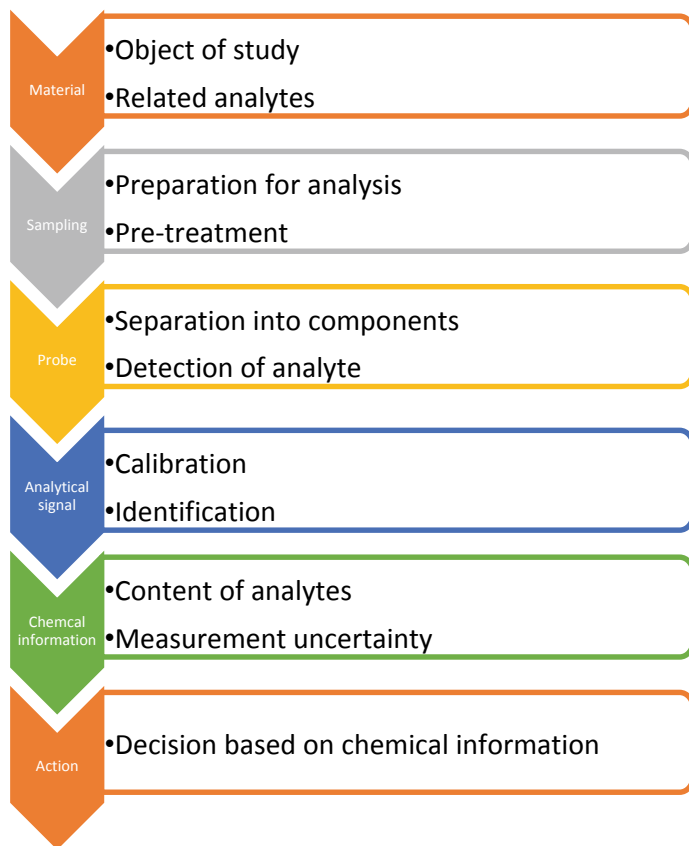 Material
•Object of study
•Related analytes
Sampling
•Preparation for analysis
•Pre-treatment
Probe
•Separation into components
•Detection of analyte
Analytical
signal
•Calibration
•Identification
Chemcal
information
•Content of analytes
•Measurement uncertainty
Action
•Decision based on chemical information